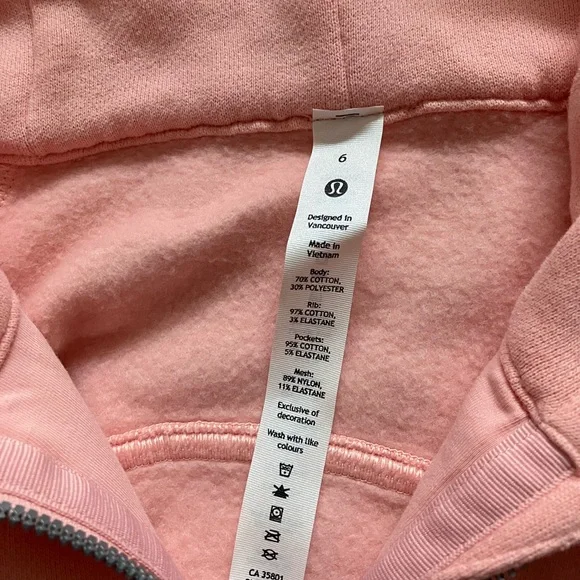 6
Designed in
Vancouver
Made in
Vietnam
Body:
70% COTTON,
30% POLYESTER
Rib:
97% COTTON,
3% ELASTANE
Pockets:
95% COTTON,
5% ELASTANE
Mesh:
89% NYLON,
11% ELASTANE
Exclusive of
decoration
Wash with like
colours
CA 35801